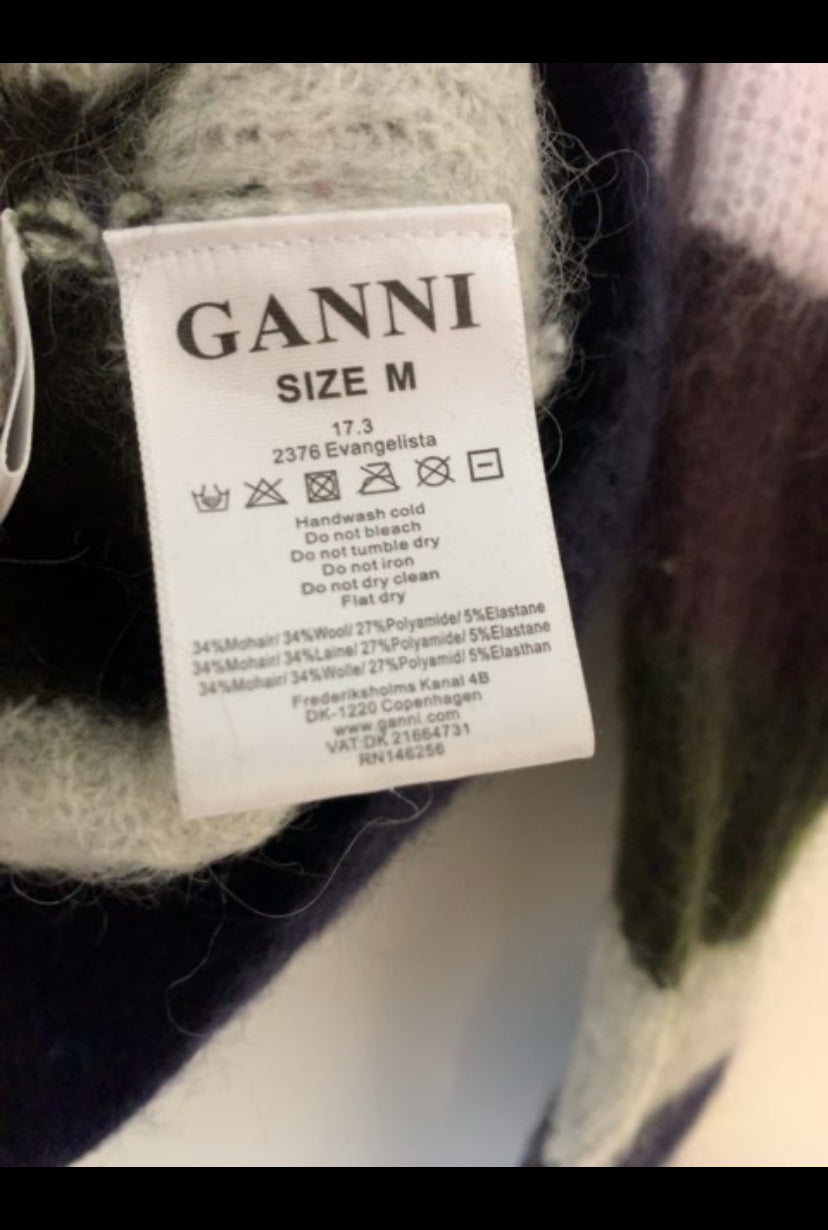 GANNI
SIZE M
17.3
2376 Evangelista
Handwash cold
Do not bleach
Do not tumble dry
Do not iron
Do not dry clean
Flat dry
34%Mohair/ 34%Wool/ 27%Polyamide/ 5%Elastane
34%Mohair/ 34%Laine/ 27%Polyamide/ 5%Elastane
34%Mohair/ 34%Wolle/ 27%Polyamid/ 5%Elasthan
Frederiksholms Kanal 4B
DK-1220 Copenhagen
www.ganni.com
VAT:DK 21664731
RN146256